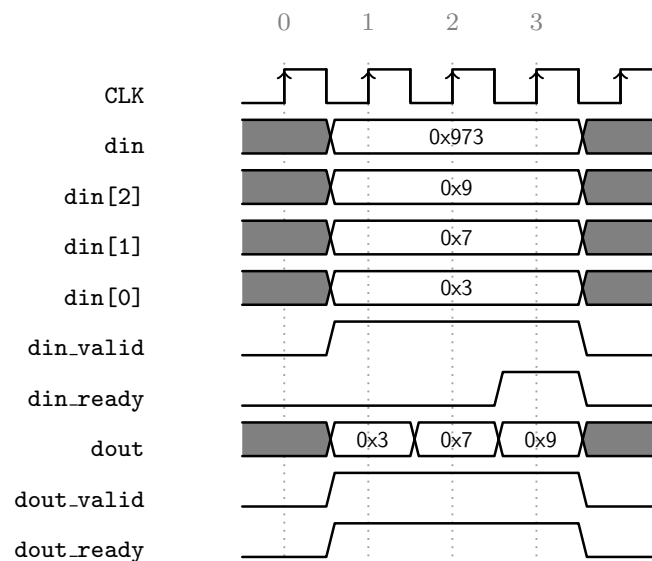 0 1 2 3
CLK
din 0x973
din[2] 0x9
din[1] 0x7
din[0] 0x3
din_valid
din_ready
dout 0x3 0x7 0x9
dout_valid
dout_ready